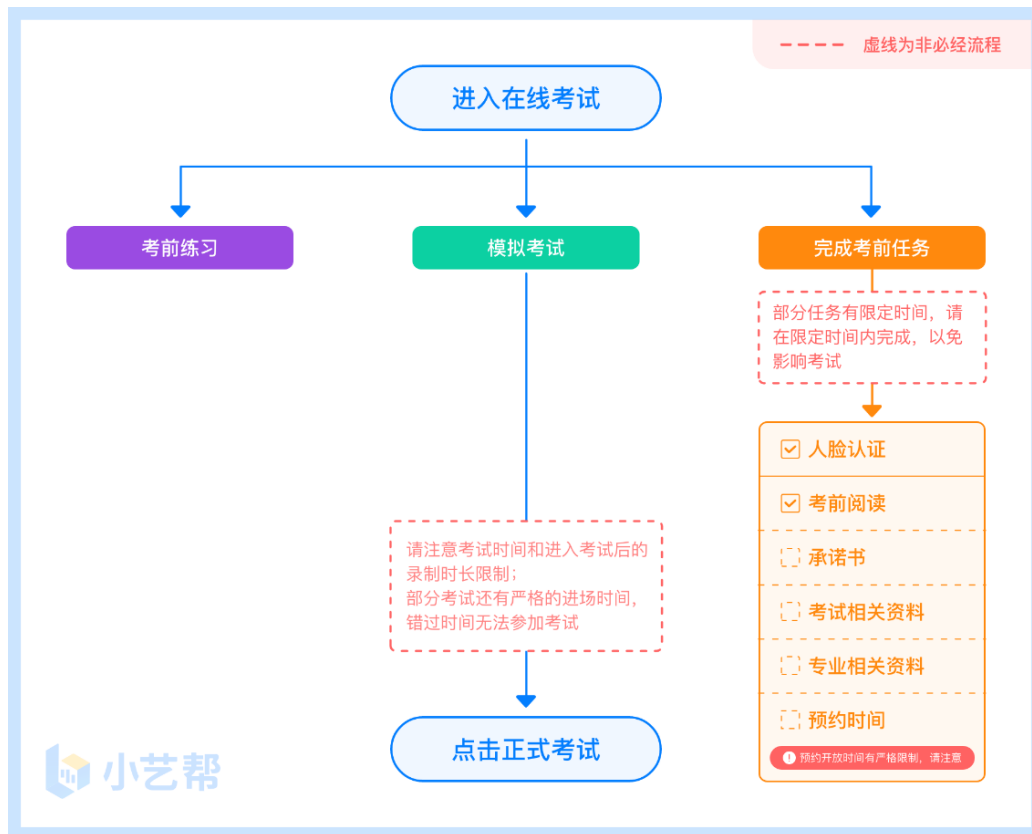 虚线为非必经流程
进入在线考试
考前练习
模拟考试
完成考前任务
部分任务有限定时间，请
在限定时间内完成，以免
影响考试
人脸认证
考前阅读
承诺书
考试相关资料
专业相关资料
预约时间
预约开放时间有严格限制，请注意
请注意考试时间和进入考试后的
录制时长限制；
部分考试还有严格的进场时间，
错过时间无法参加考试
点击正式考试
小艺帮